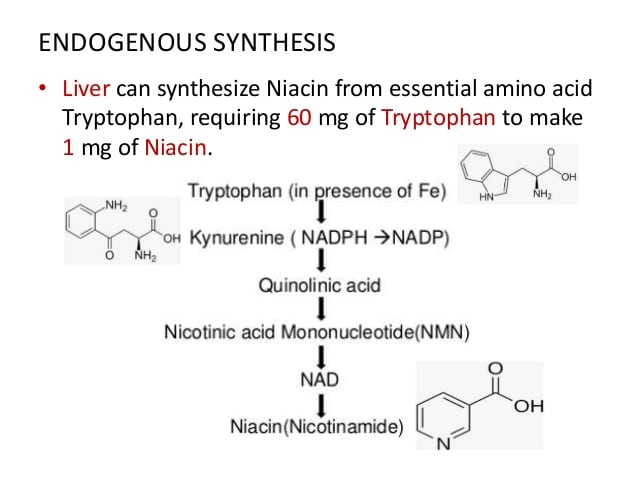 ENDOGENOUS SYNTHESIS
• Liver can synthesize Niacin from essential amino acid
Tryptophan, requiring 60 mg of Tryptophan to make
1 mg of Niacin.
O
OH
HN
NH₂
Tryptophan (in presence of Fe)
NH₂
O
OH
O
NH₂
Kynurenine ( NADPH →NADP)
Quinolinic acid
Nicotinic acid Mononucleotide(NMN)
NAD
O
OH
N
Niacin(Nicotinamide)